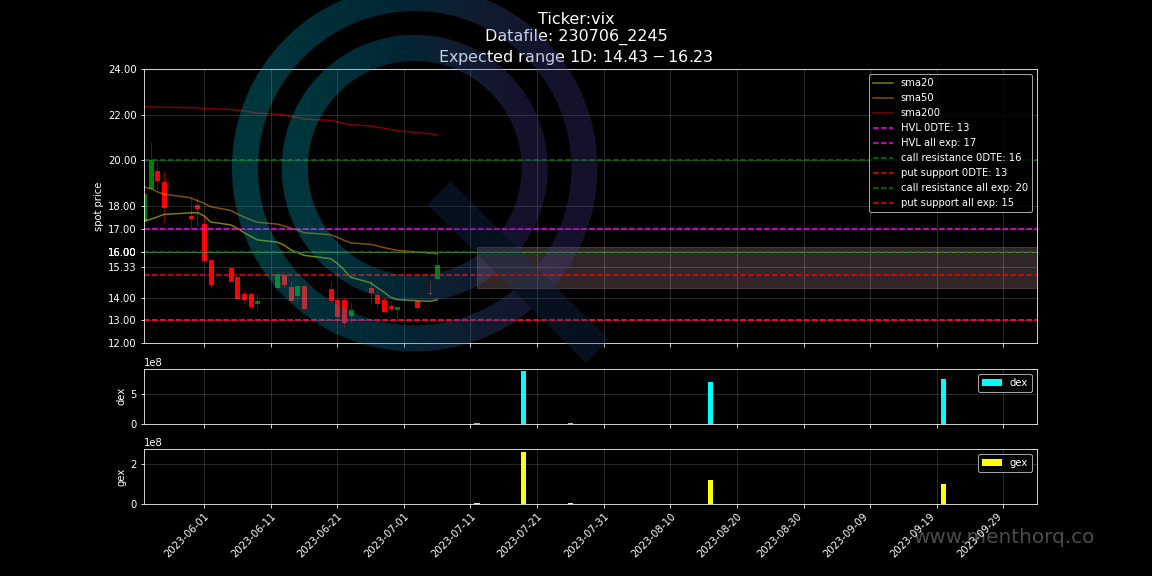 Ticker:vix
Datafile: 230706_2245
Expected range 1D: 14.43 − 16.23
24.00
22.00
20.00
18.00
17.00
16.00
15.33
14.00
13.00
12.00
spot price
sma20
sma50
sma200
HVL 0DTE: 13
HVL all exp: 17
call resistance 0DTE: 16
put support 0DTE: 13
call resistance all exp: 20
put support all exp: 15
1e8
5
0
dex
dex
1e8
2
0
gex
gex
2023-06-01
2023-06-11
2023-06-21
2023-07-01
2023-07-11
2023-07-21
2023-07-31
2023-08-10
2023-08-20
2023-08-30
2023-09-09
2023-09-19
2023-09-29
www.menthorq.co